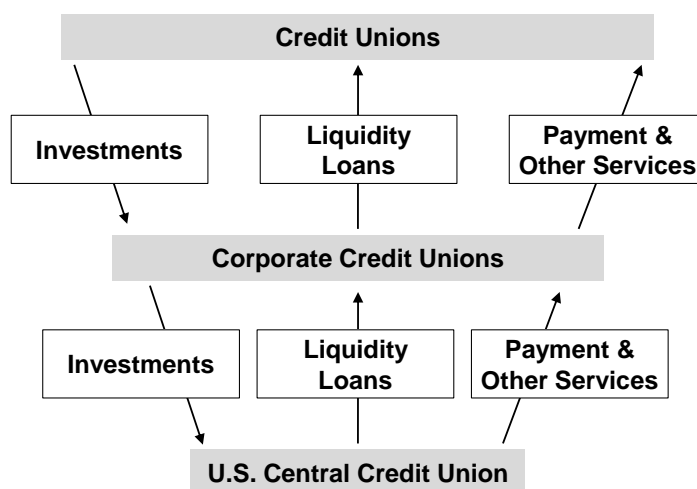 Credit Unions
Investments
Liquidity
Loans
Payment &
Other Services
Corporate Credit Unions
Investments
Liquidity
Loans
Payment &
Other Services
U.S. Central Credit Union